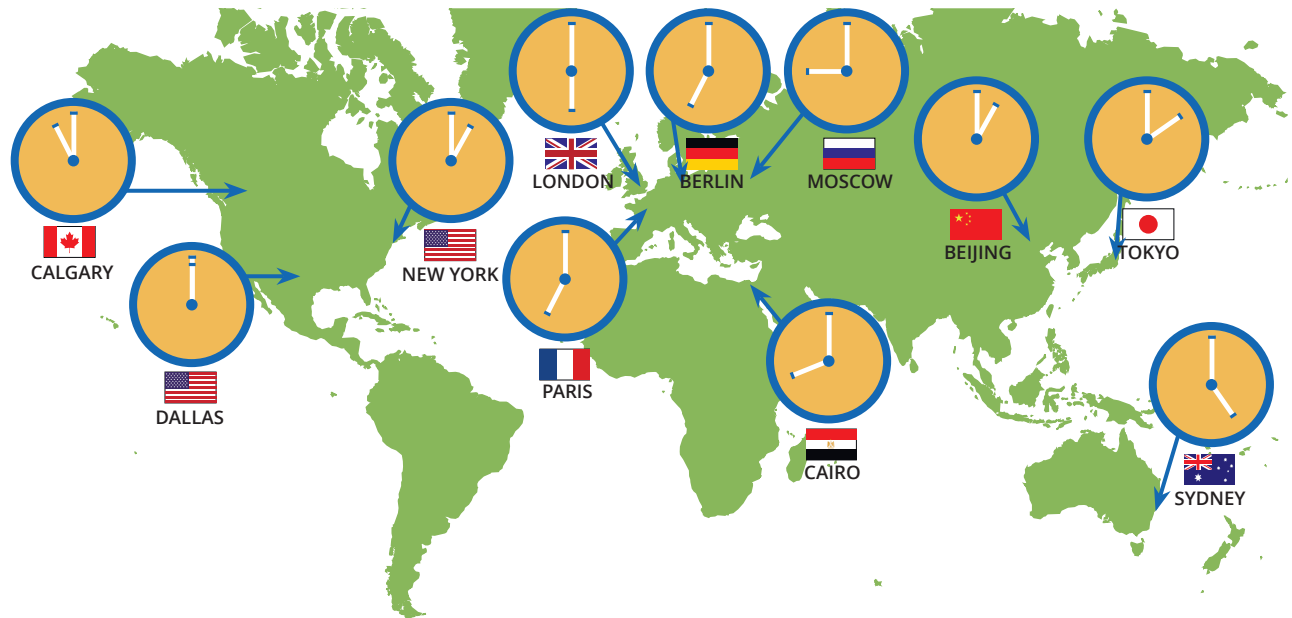 LONDON
BERLIN
MOSCOW
CALGARY
NEW YORK
BEIJING
TOKYO
DALLAS
PARIS
CAIRO
SYDNEY